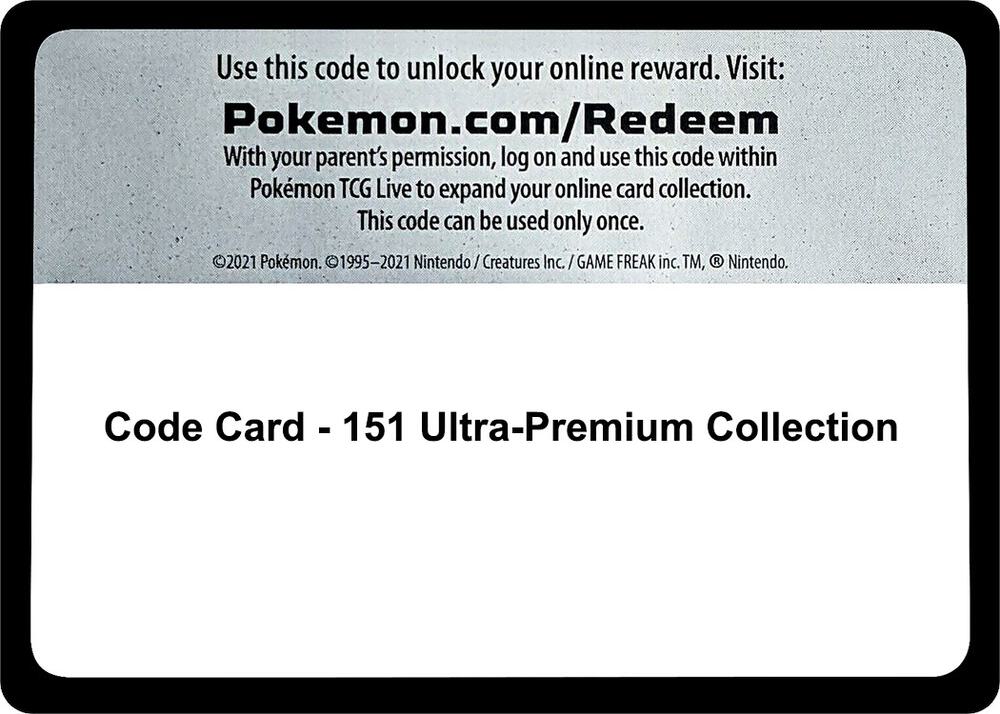 Use this code to unlock your online reward. Visit:
Pokemon.com/Redeem
With your parent's permission, log on and use this code within
Pokémon TCG Live to expand your online card collection.
This code can be used only once.
©2021 Pokémon. ©1995–2021 Nintendo / Creatures Inc. / GAME FREAK inc. TM, ® Nintendo.
Code Card - 151 Ultra-Premium Collection